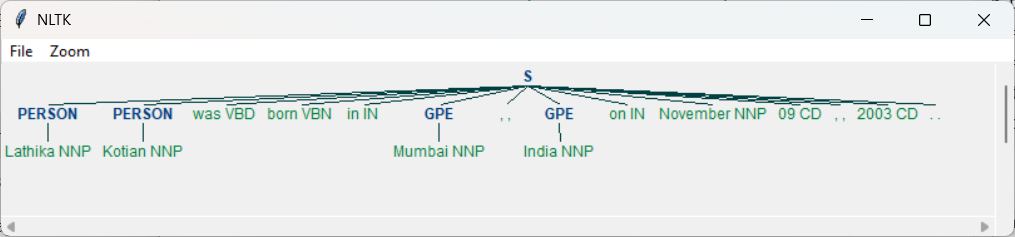 NLTK
File Zoom
S
PERSON PERSON was VBD born VBN in IN GPE , , GPE on IN November NNP 09 CD , , 2003 CD . .
Lathika NNP Kotian NNP Mumbai NNP India NNP